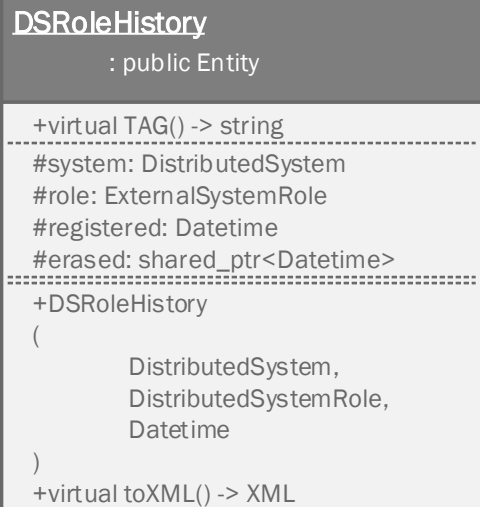 DSRoleHistory
: public Entity
+virtual TAG() -> string
#system: DistributedSystem
#role: ExternalSystemRole
#registered: Datetime
#erased: shared_ptr<Datetime>
+DSRoleHistory
(
DistributedSystem,
DistributedSystemRole,
Datetime
)
+virtual toXML() -> XML